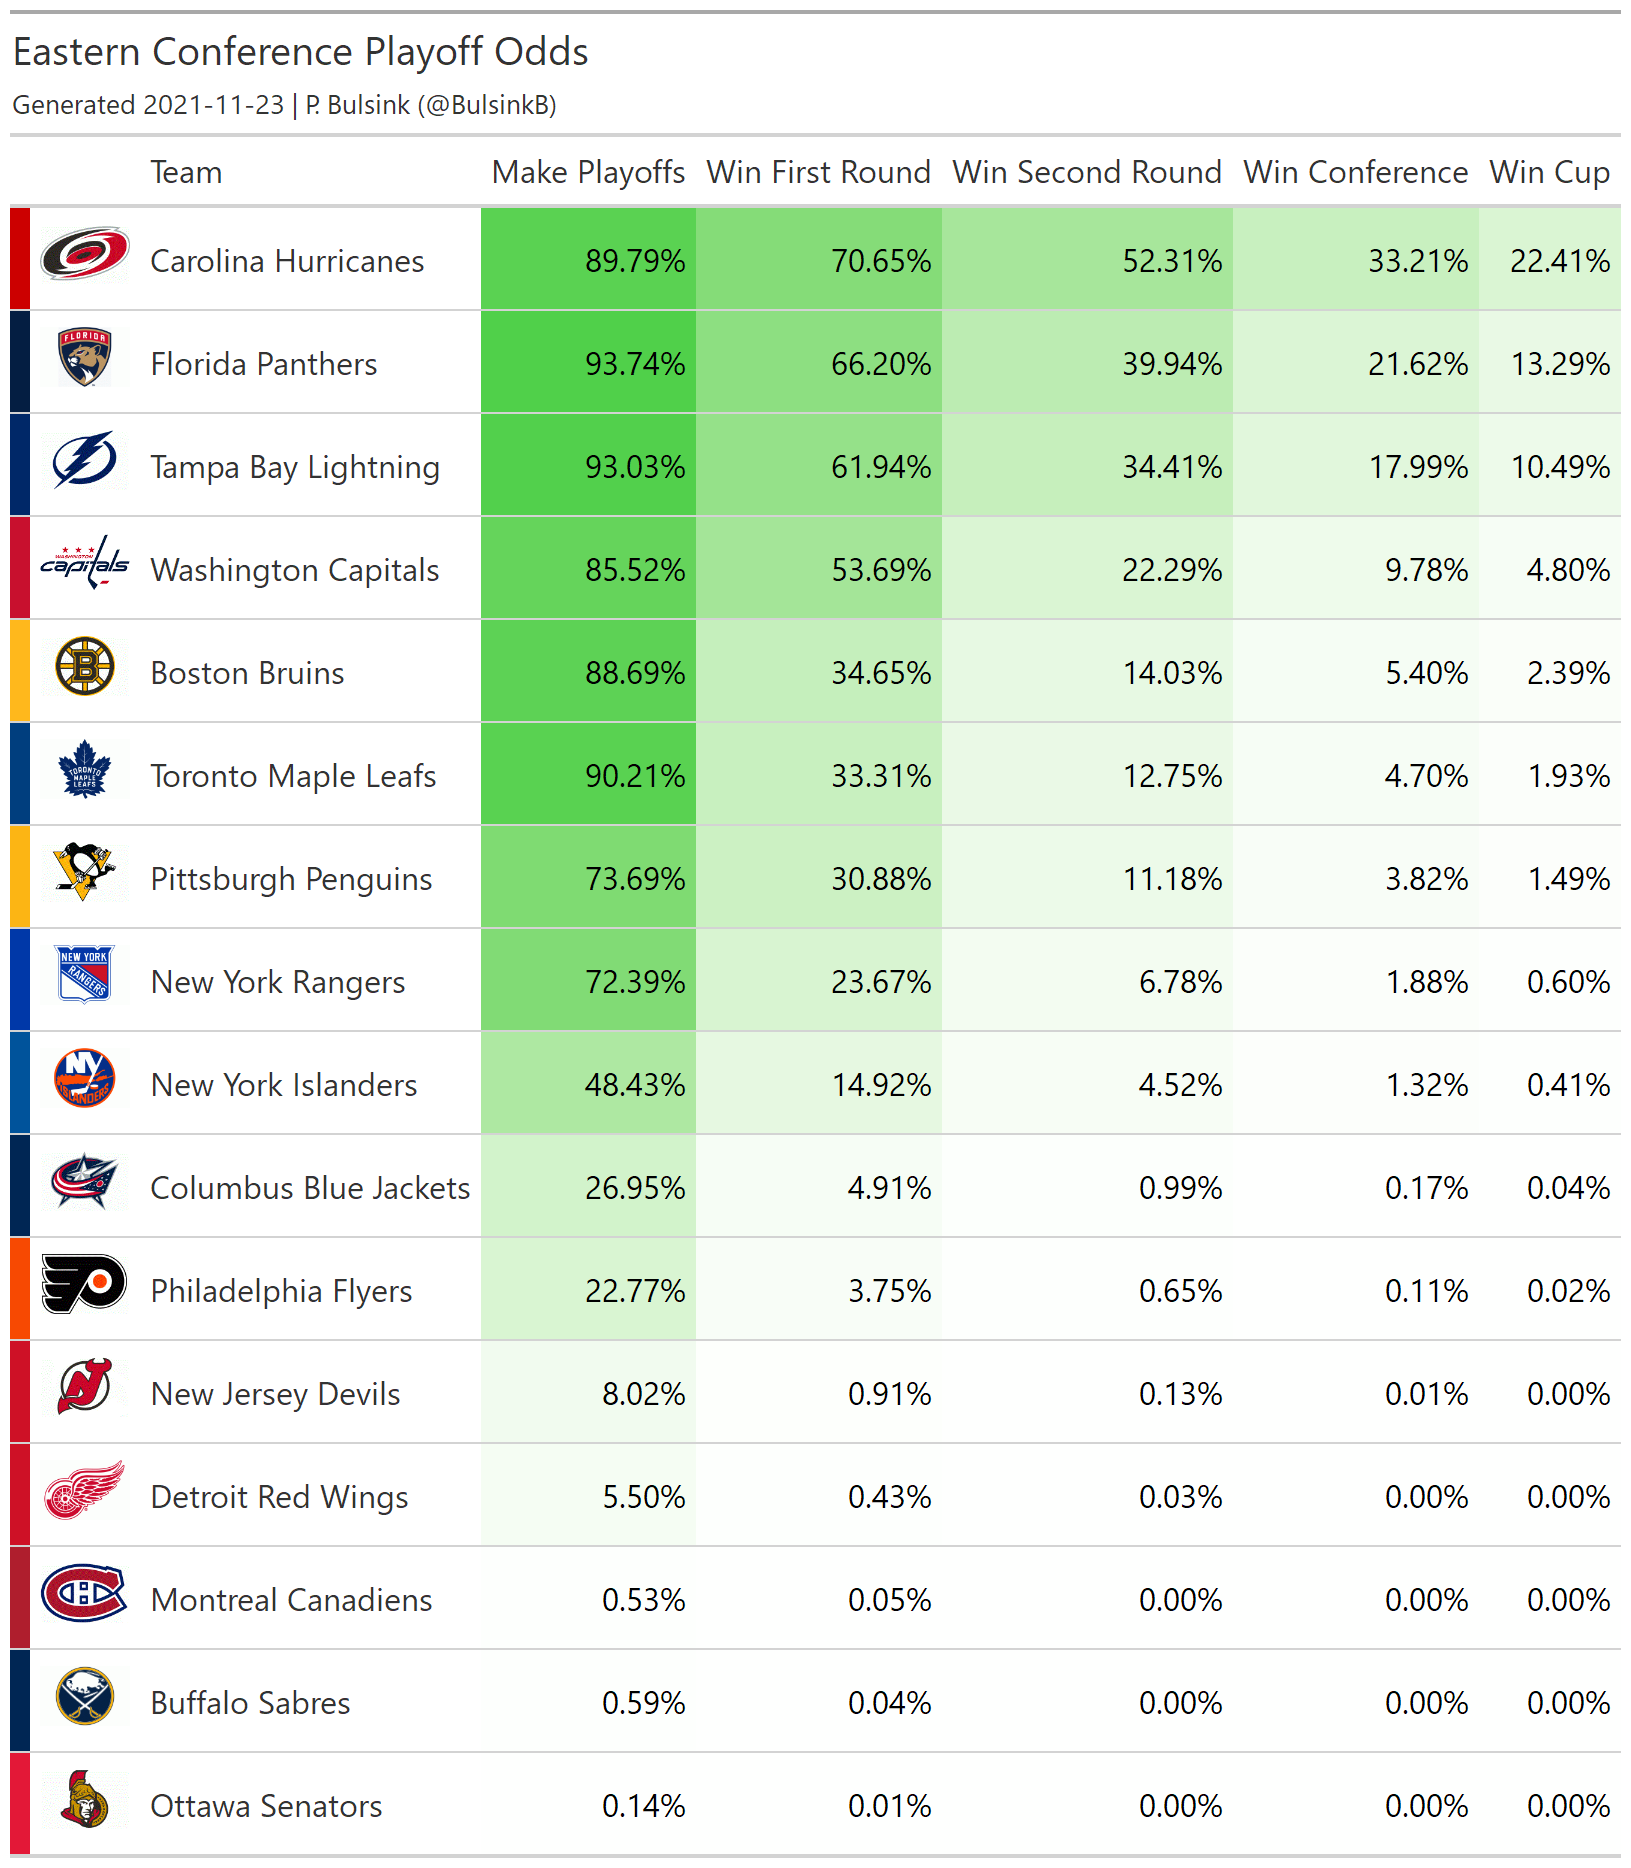 Eastern Conference Playoff Odds
Generated 2021-11-23 | P. Bulsink (@BulsinkB)
Team Make Playoffs Win First Round Win Second Round Win Conference Win Cup
Carolina Hurricanes 89.79% 70.65% 52.31% 33.21% 22.41%
FLORIDA
Florida Panthers 93.74% 66.20% 39.94% 21.62% 13.29%
Tampa Bay Lightning 93.03% 61.94% 34.41% 17.99% 10.49%
WASHINGTON
capitals
Washington Capitals 85.52% 53.69% 22.29% 9.78% 4.80%
B
Boston Bruins 88.69% 34.65% 14.03% 5.40% 2.39%
TORONTO
MAPLE
LEAFS
Toronto Maple Leafs 90.21% 33.31% 12.75% 4.70% 1.93%
Pittsburgh Penguins 73.69% 30.88% 11.18% 3.82% 1.49%
NEW YORK
RANGERS
New York Rangers 72.39% 23.67% 6.78% 1.88% 0.60%
NY
ISLANDERS
New York Islanders 48.43% 14.92% 4.52% 1.32% 0.41%
Columbus Blue Jackets 26.95% 4.91% 0.99% 0.17% 0.04%
Philadelphia Flyers 22.77% 3.75% 0.65% 0.11% 0.02%
New Jersey Devils 8.02% 0.91% 0.13% 0.01% 0.00%
Detroit Red Wings 5.50% 0.43% 0.03% 0.00% 0.00%
Montreal Canadiens 0.53% 0.05% 0.00% 0.00% 0.00%
Buffalo Sabres 0.59% 0.04% 0.00% 0.00% 0.00%
Ottawa Senators 0.14% 0.01% 0.00% 0.00% 0.00%